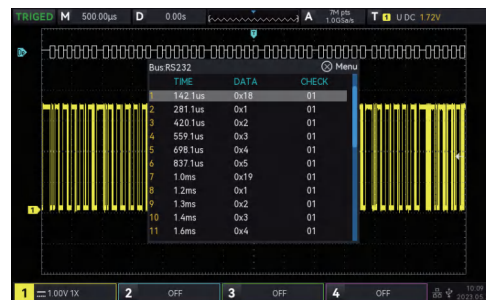 TRIGED M 500.00µs D 0.00s A 7M pts 1.0GSa/s T 1 U DC 1.72V
Bus:RS232 Menu
TIME DATA CHECK
1 142.1us 0x18 01
2 281.1us 0x1 01
3 420.1us 0x2 01
4 559.1us 0x3 01
5 698.1us 0x4 01
6 837.1us 0x5 01
7 1.0ms 0x19 01
8 1.2ms 0x1 01
9 1.3ms 0x2 01
10 1.4ms 0x3 01
11 1.6ms 0x4 01
1
1 1.00V 1X 2 OFF 3 OFF 4 OFF 10:09
2023.05